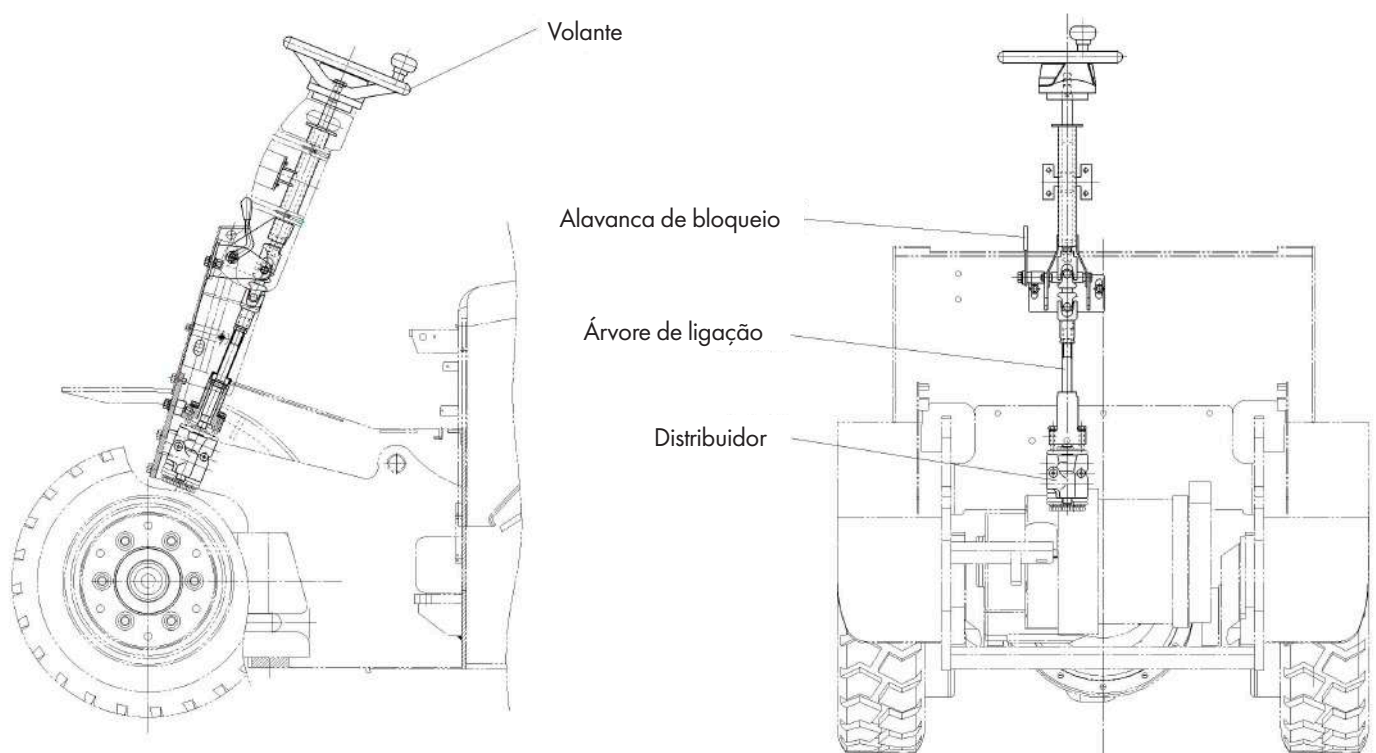 Volante
Alavanca de bloqueio
Árvore de ligação
Distribuidor